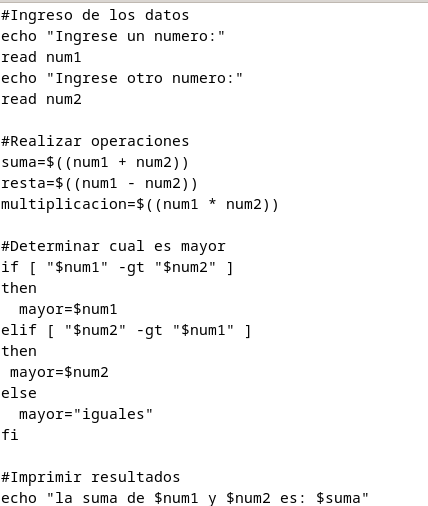 #Ingreso de los datos
echo "Ingrese un numero:"
read num1
echo "Ingrese otro numero:"
read num2

#Realizar operaciones
suma=$((num1 + num2))
resta=$((num1 - num2))
multiplicacion=$((num1 * num2))

#Determinar cual es mayor
if [ "$num1" -gt "$num2" ]
then
  mayor=$num1
elif [ "$num2" -gt "$num1" ]
then
 mayor=$num2
else
  mayor="iguales"
fi

#Imprimir resultados
echo "la suma de $num1 y $num2 es: $suma"